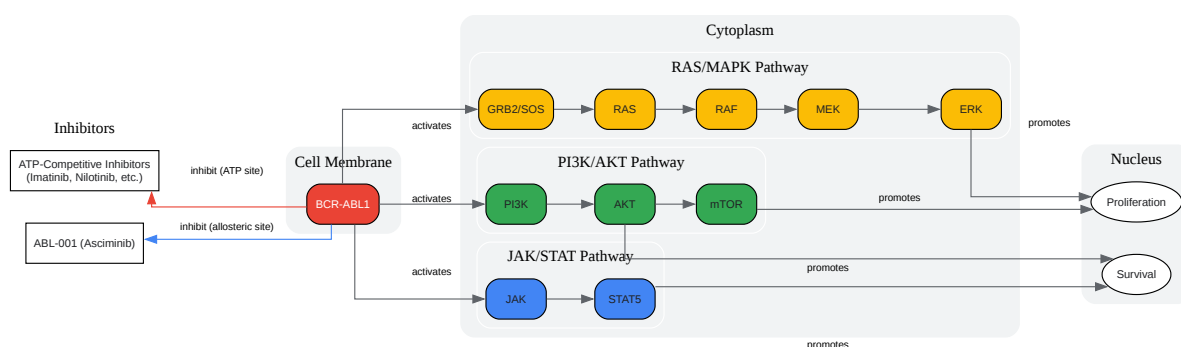 Cytoplasm
RAS/MAPK Pathway
GRB2/SOS
RAS
RAF
MEK
ERK
activates
promotes
Inhibitors
ATP-Competitive Inhibitors
(Imatinib, Nilotinib, etc.)
inhibit (ATP site)
Cell Membrane
BCR-ABL1
activates
PI3K/AKT Pathway
PI3K
AKT
mTOR
promotes
Nucleus
Proliferation
ABL-001 (Asciminib)
inhibit (allosteric site)
JAK/STAT Pathway
activates
JAK
STAT5
promotes
Survival
promotes